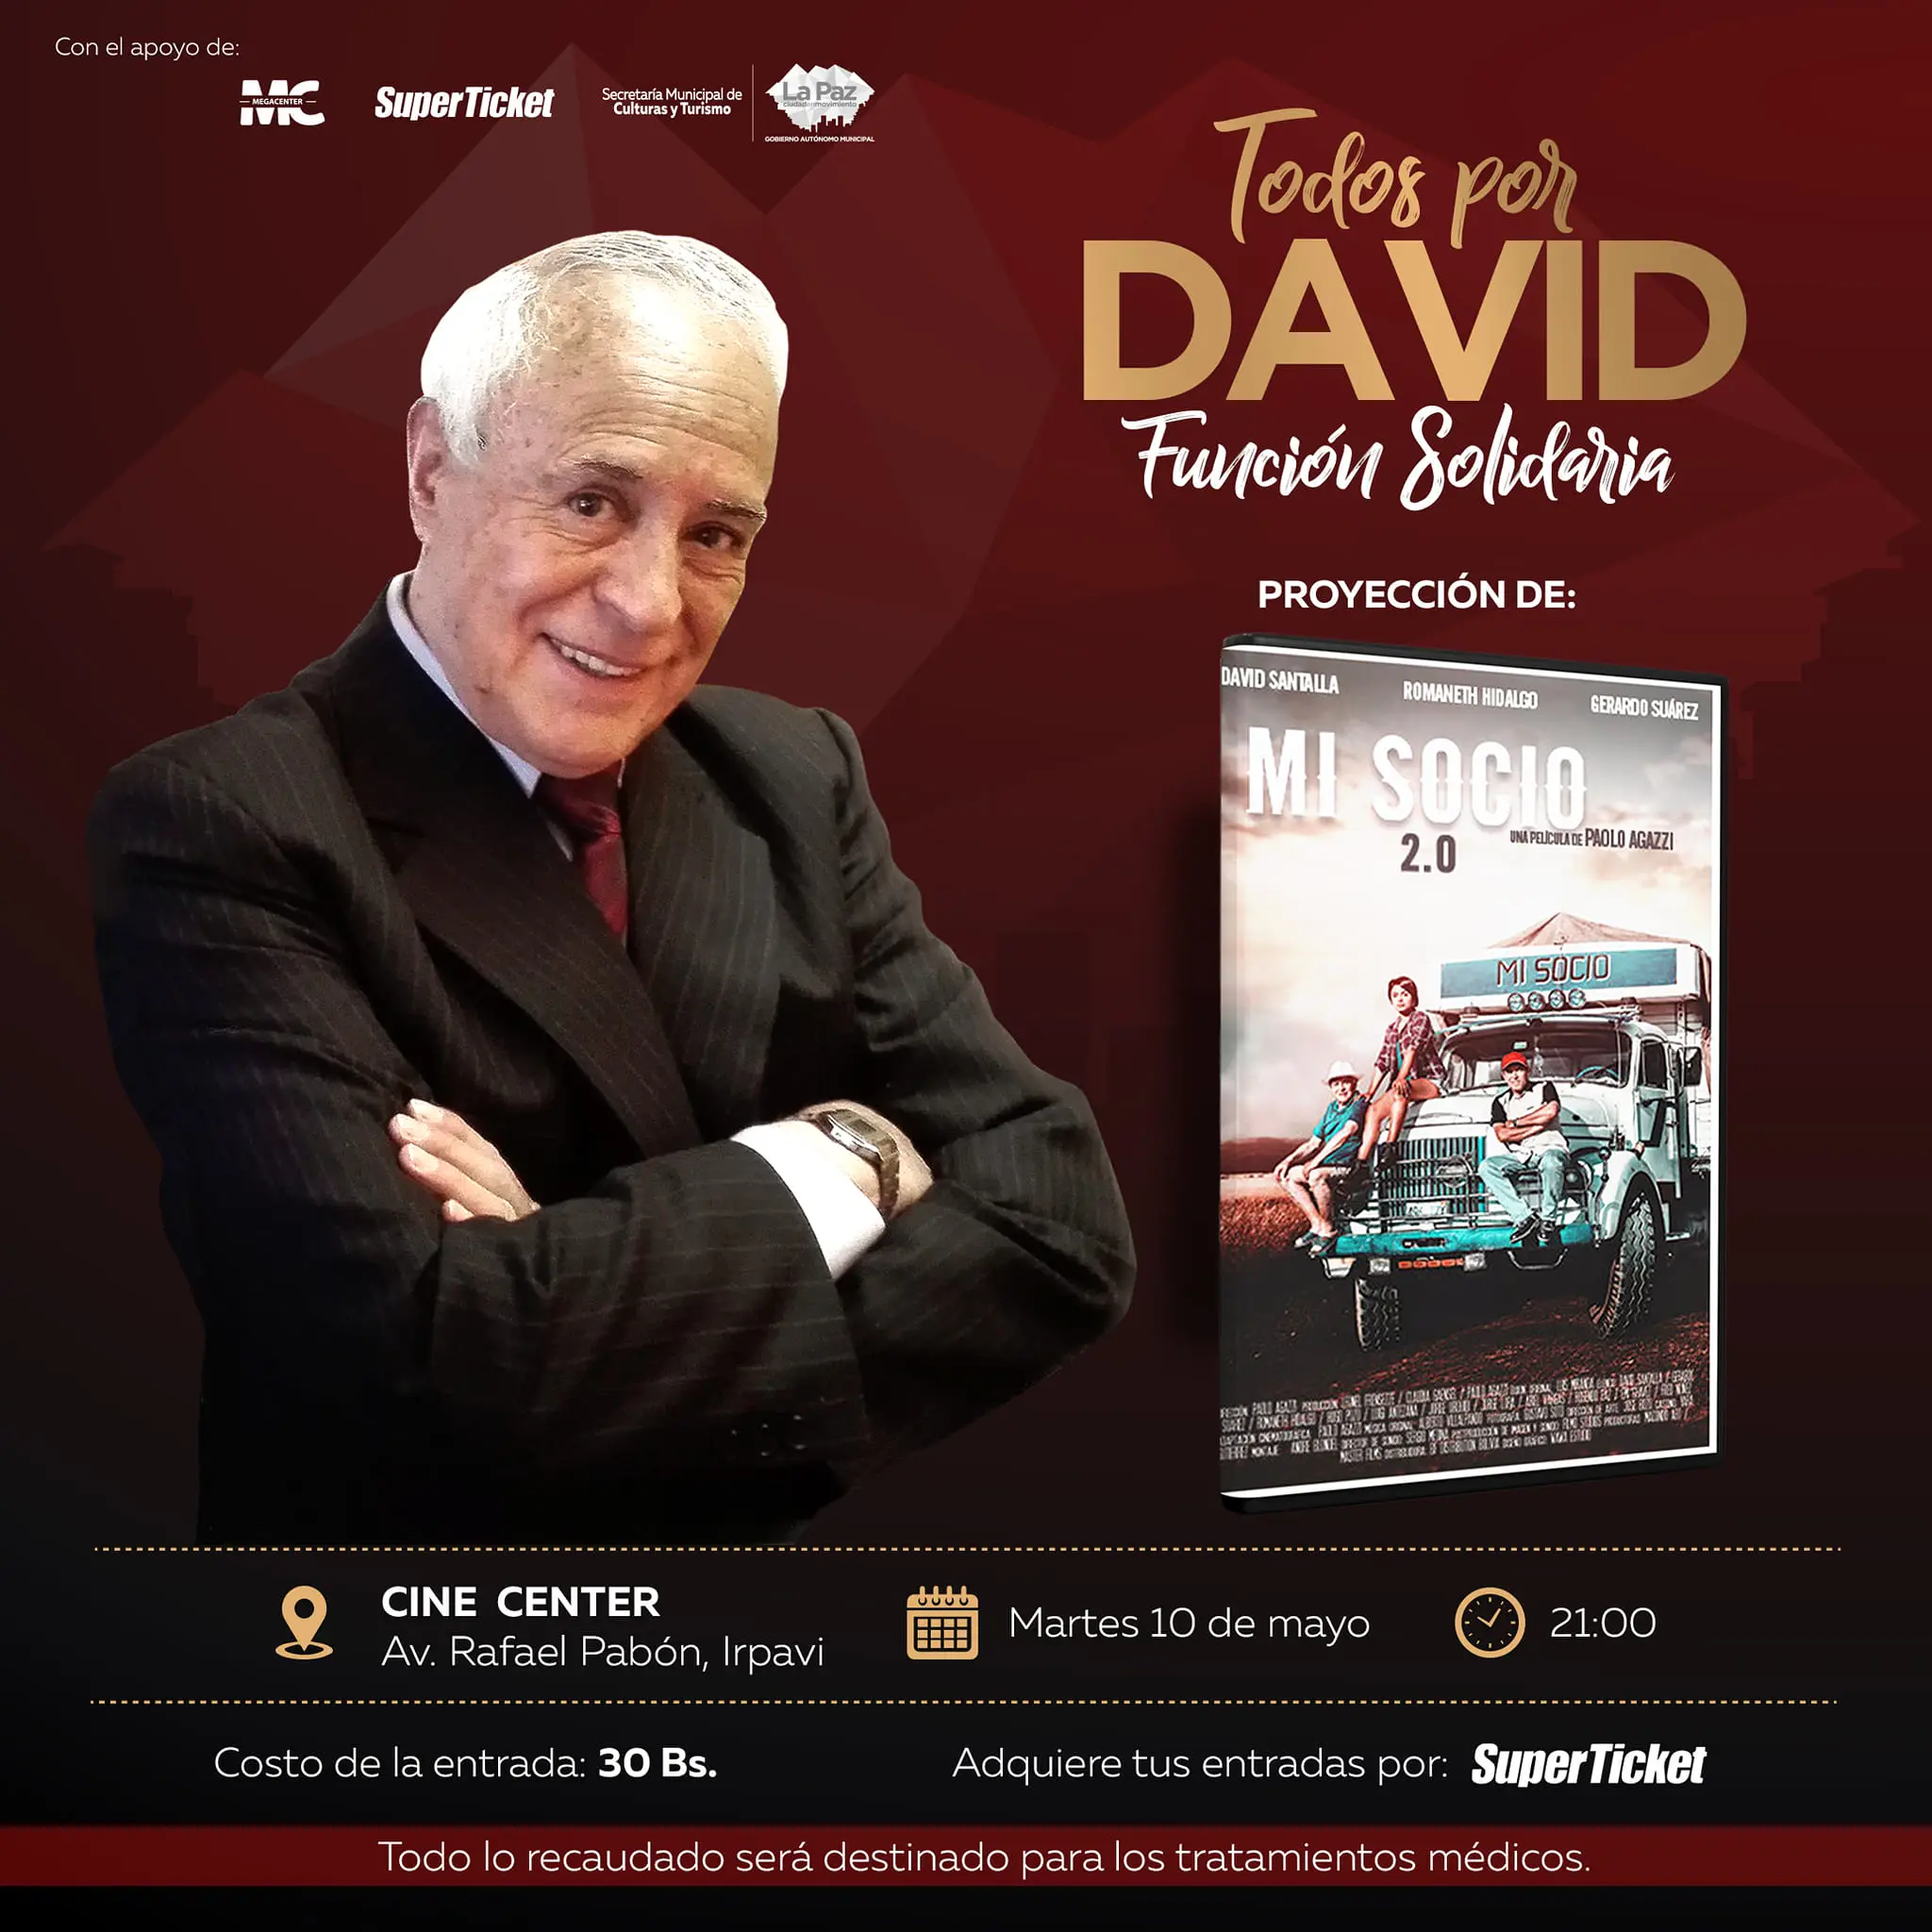 Con el apoyo de:
MC
MEGACENTER
SuperTicket
Secretaría Municipal de
Culturas y Turismo
La Paz
ciudadenmovimiento
GOBIERNO AUTÓNOMO MUNICIPAL
Todos por
DAVID
Función Solidaria
PROYECCIÓN DE:
DAVID SANTALLA ROMANETH HIDALGO GERARDO SUÁREZ
MI SOCIO
2.0
UNA PELÍCULA DE PAOLO AGAZZI
MI SOCIO
DODGE
CINE CENTER
Av. Rafael Pabón, Irpavi
Martes 10 de mayo
21:00
Costo de la entrada: 30 Bs.
Adquiere tus entradas por: SuperTicket
Todo lo recaudado será destinado para los tratamientos médicos.